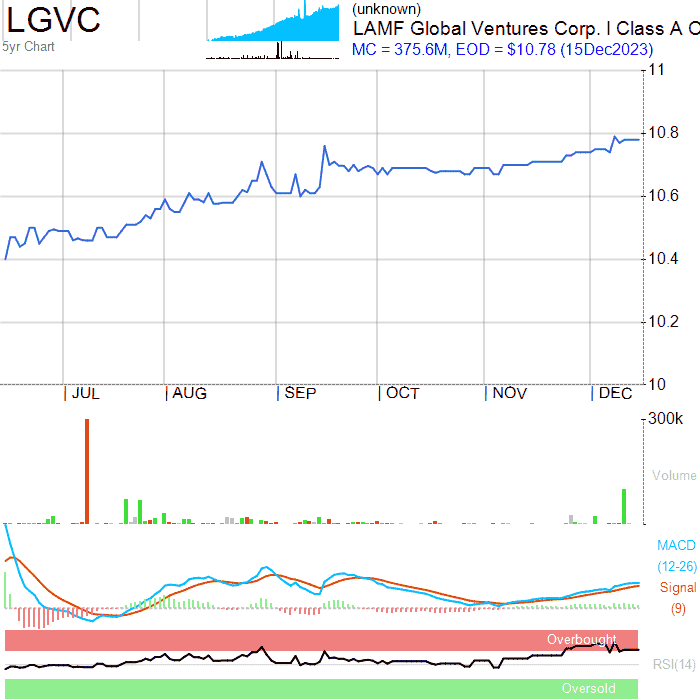 LGVC
5yr Chart
(unknown)
LAMF Global Ventures Corp. I Class A
MC = 375.6M, EOD = $10.78 (15Dec2023)
11
10.8
10.6
10.4
10.2
10
JUL AUG SEP OCT NOV DEC
300k
Volume
MACD
(12-26)
Signal
(9)
Overbought
RSI(14)
Oversold